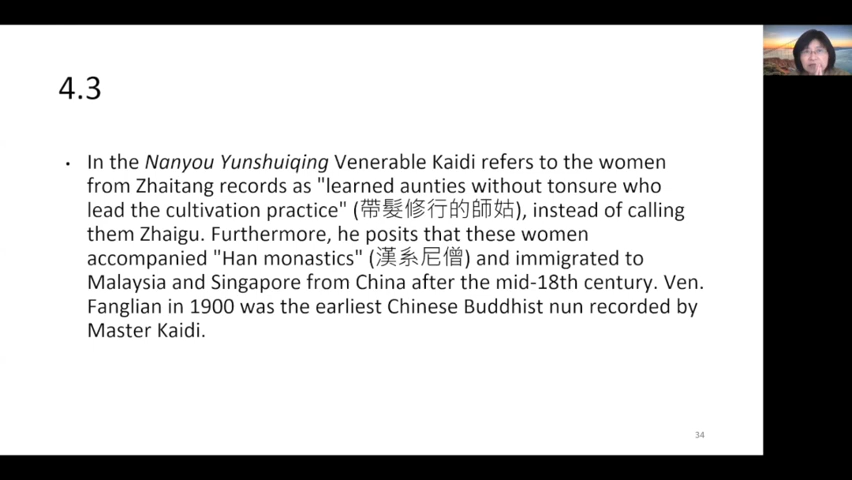 4.3
• In the Nanyou Yunshuiqing Venerable Kaidi refers to the women
from Zhaitang records as "learned aunties without tonsure who
lead the cultivation practice" (帶髮修行的師姑), instead of calling
them Zhaigu. Furthermore, he posits that these women
accompanied "Han monastics" (漢系尼僧) and immigrated to
Malaysia and Singapore from China after the mid-18th century. Ven.
Fanglian in 1900 was the earliest Chinese Buddhist nun recorded by
Master Kaidi.
34